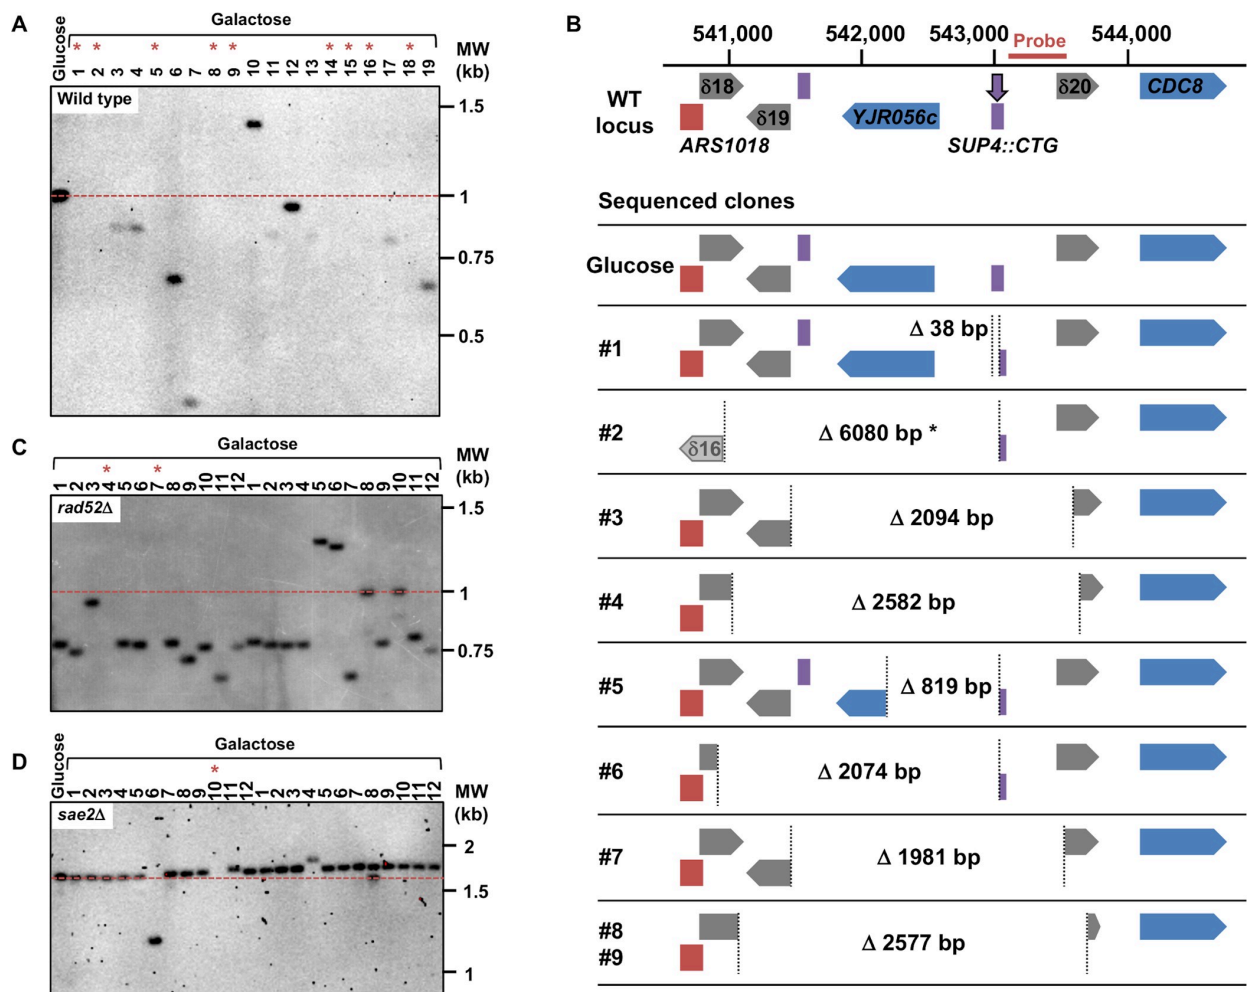 A
Galactose
Glucose
* * * * * * * * *
1 2 3 4 5 6 7 8 9 10 11 12 13 14 15 16 17 18 19
MW
(kb)
Wild type
1.5
1
0.75
0.5
B
541,000 542,000 543,000 544,000
Probe
WT
locus
δ18
δ19
YJR056c
δ20
CDC8
ARS1018
SUP4::CTG
Sequenced clones
Glucose
#1
Δ 38 bp
#2
δ16
Δ 6080 bp *
#3
Δ 2094 bp
#4
Δ 2582 bp
#5
Δ 819 bp
#6
Δ 2074 bp
#7
Δ 1981 bp
#8
#9
Δ 2577 bp
C
Galactose
* *
1 2 3 4 5 6 7 8 9 10 11 12 1 2 3 4 5 6 7 8 9 10 11 12
MW
(kb)
rad52Δ
1.5
1
0.75
D
Galactose
Glucose
*
1 2 3 4 5 6 7 8 9 10 11 12 1 2 3 4 5 6 7 8 9 10 11 12
MW
(kb)
sae2Δ
2
1.5
1